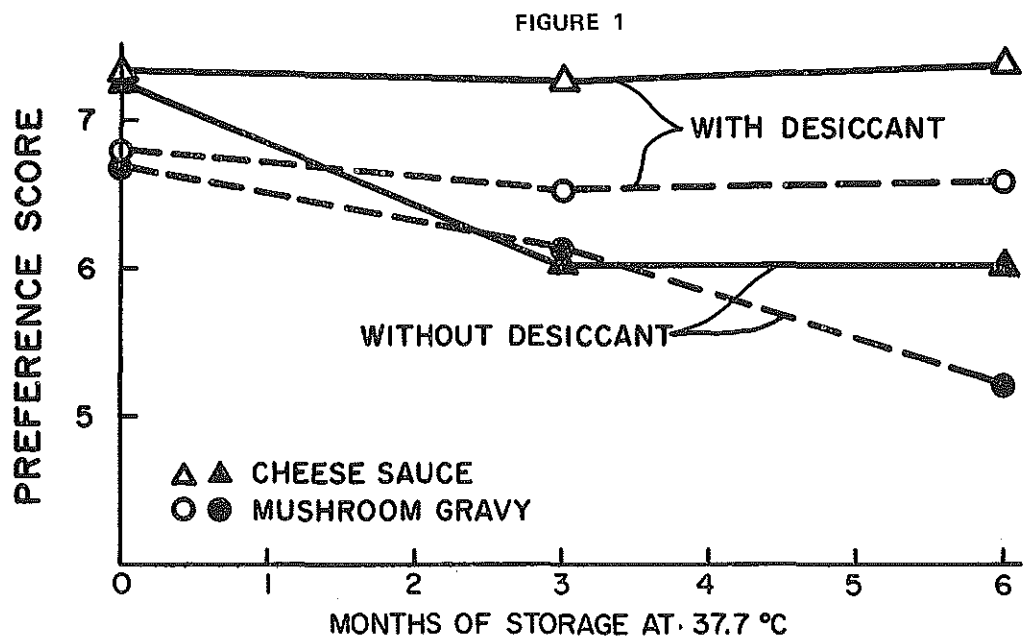 FIGURE 1
PREFERENCE SCORE
7
6
5
WITH DESICCANT
WITHOUT DESICCANT
CHEESE SAUCE
MUSHROOM GRAVY
0 1 2 3 4 5 6
MONTHS OF STORAGE AT 37.7 °C